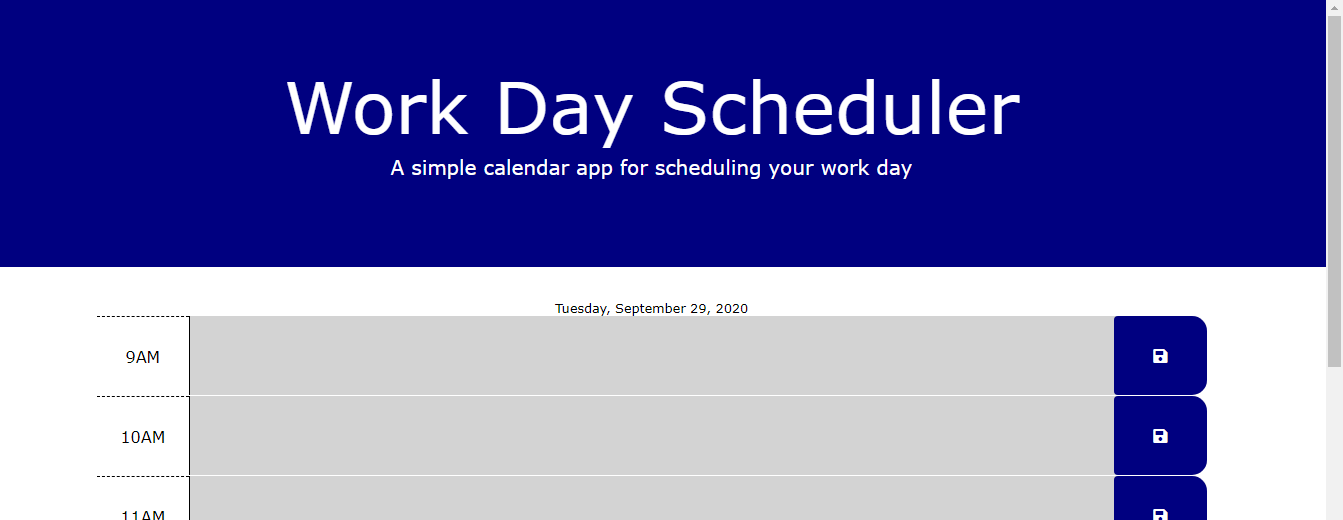 Work Day Scheduler
A simple calendar app for scheduling your work day
Tuesday, September 29, 2020
9AM
10AM
11AM